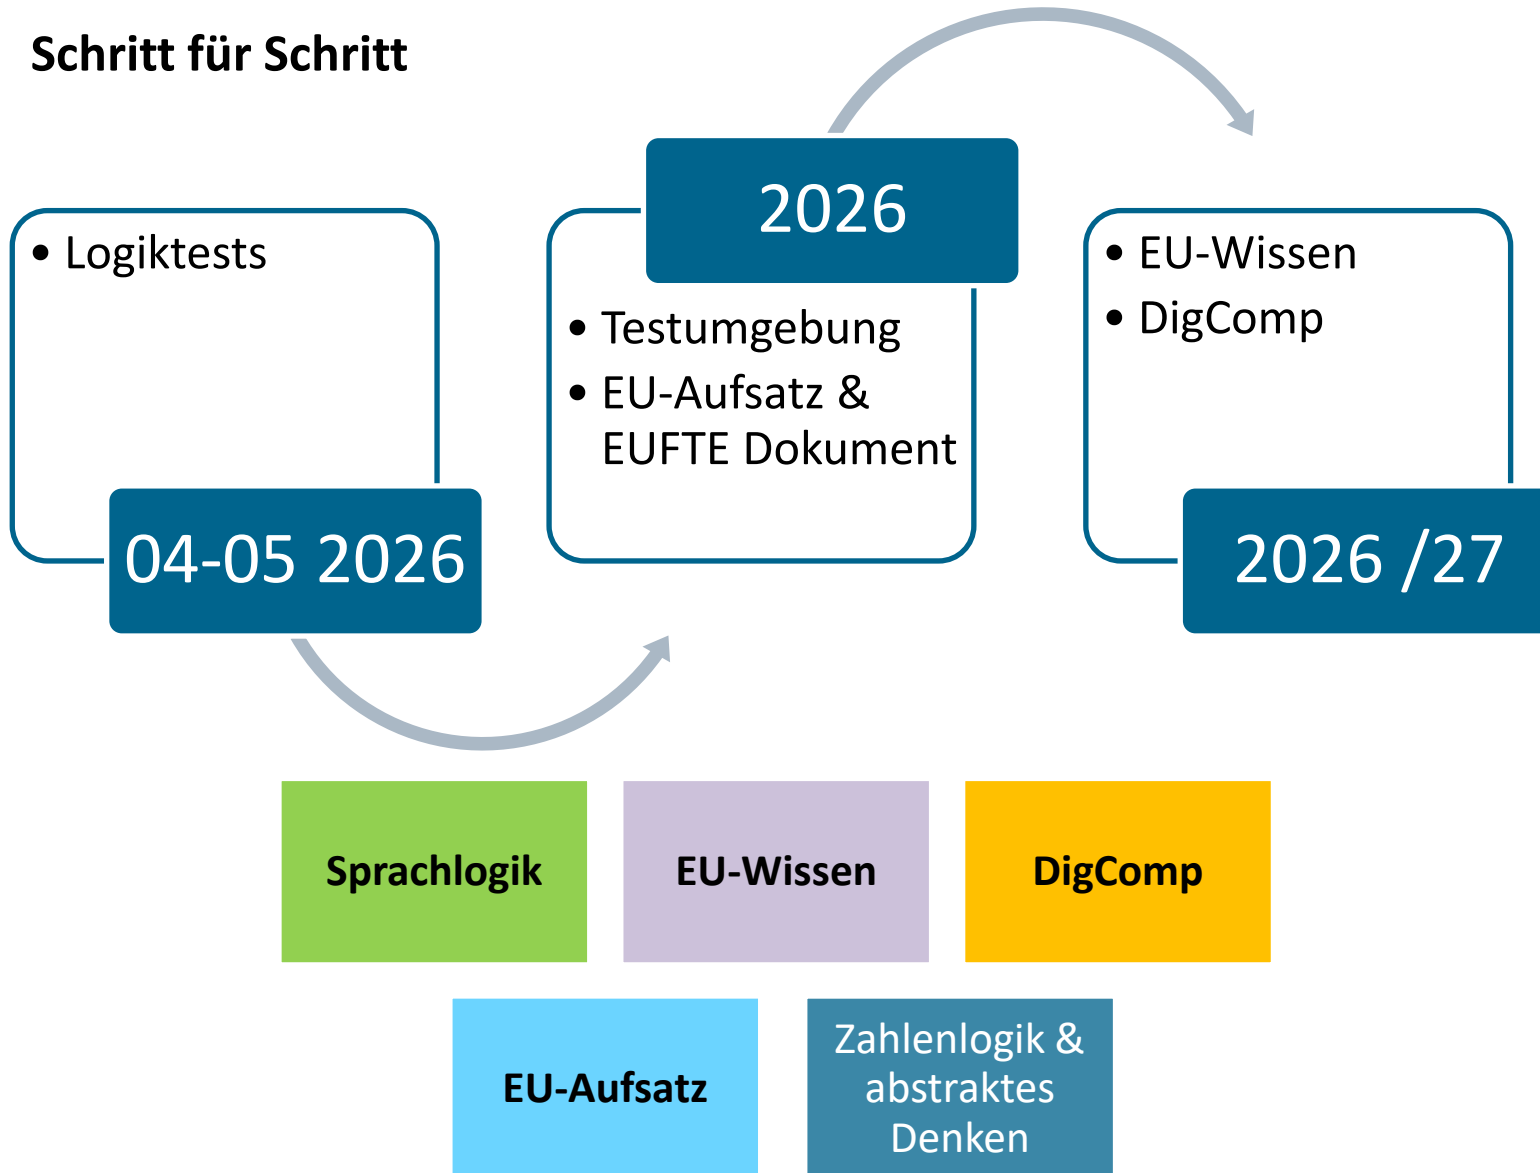 Schritt für Schritt
• Logiktests
04-05 2026
2026
• Testumgebung
• EU-Aufsatz &
EUFTE Dokument
• EU-Wissen
• DigComp
2026 /27
Sprachlogik
EU-Wissen
DigComp
EU-Aufsatz
Zahlenlogik &
abstraktes
Denken